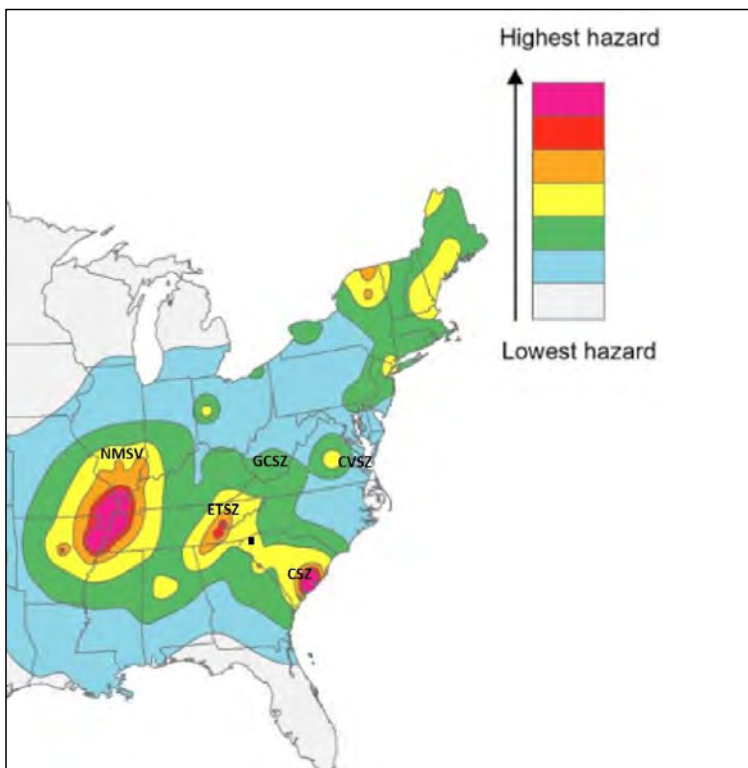 Highest hazard
Lowest hazard
NMSV
GCSZ
CVSZ
ETSZ
CSZ